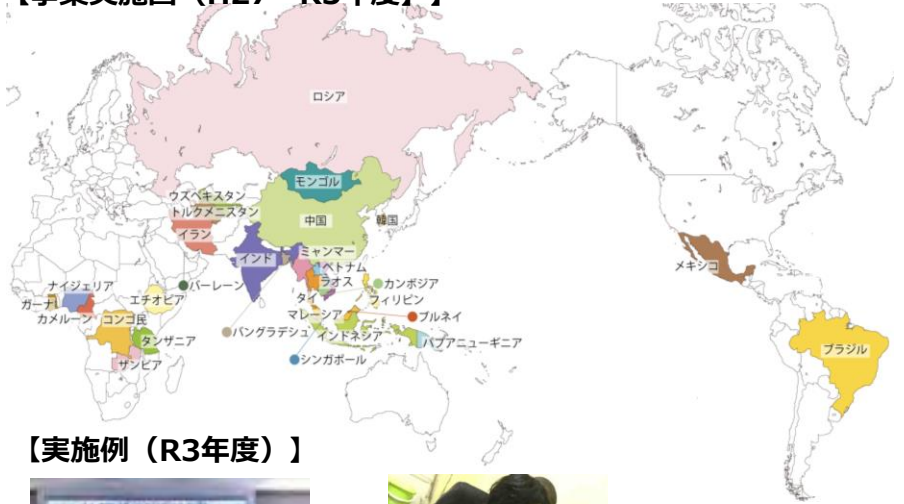 【事業実施国（H27～R3年度）】
ロシア
モンゴル
ウズベキスタン
トルクメニスタン
中国
韓国
イラン
インド
ミャンマー
ベトナム
ラオス
カンボジア
タイ
フィリピン
マレーシア
ブルネイ
バングラデシュ
インドネシア
パプアニューギニア
シンガポール
ナイジェリア
バーレーン
ガーナ
エチオピア
カメルーン
コンゴ民
タンザニア
ザンビア
メキシコ
ブラジル
【実施例（R3年度）】